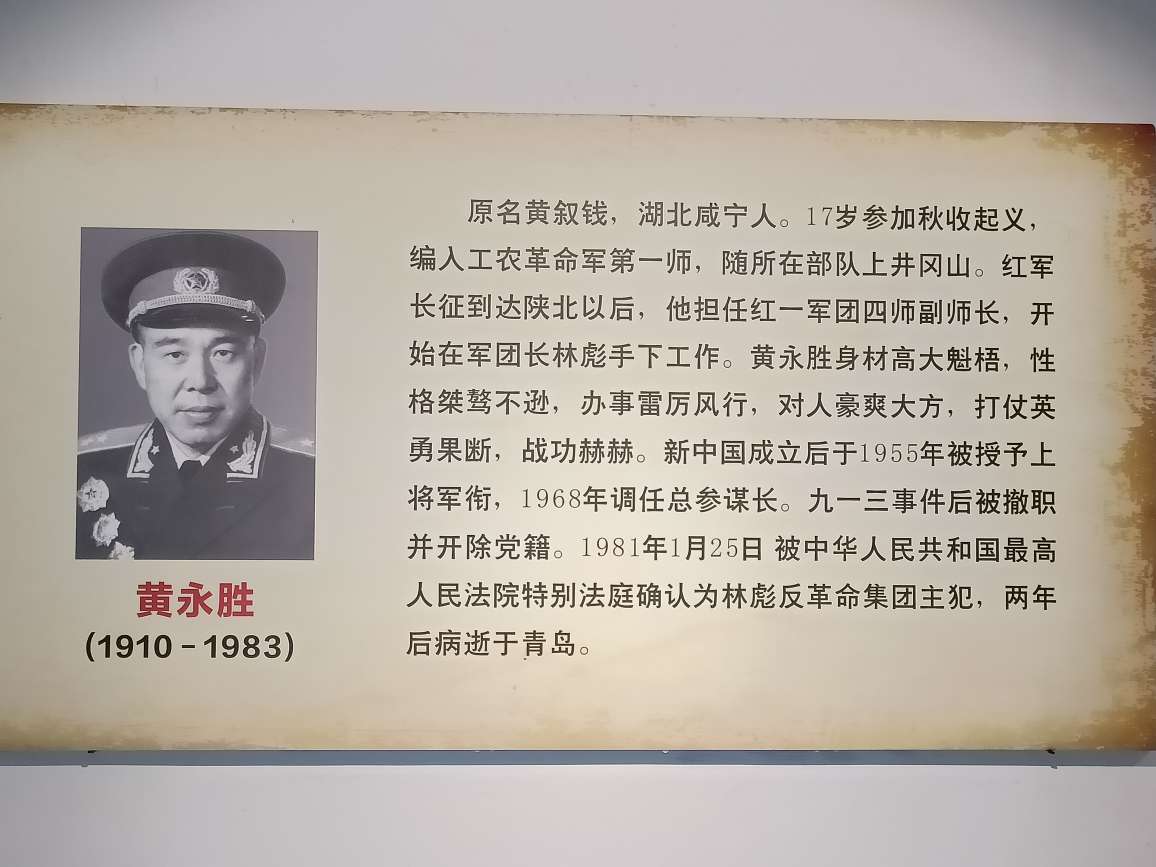 原名黄叙钱，湖北咸宁人。17岁参加秋收起义，
编入工农革命军第一师，随所在部队上井冈山。红军
长征到达陕北以后，他担任红一军团四师副师长，开
始在军团长林彪手下工作。黄永胜身材高大魁梧，性
格桀骜不逊，办事雷厉风行，对人豪爽大方，打仗英
勇果断，战功赫赫。新中国成立后于1955年被授予上
将军衔，1968年调任总参谋长。九一三事件后被撤职
并开除党籍。1981年1月25日 被中华人民共和国最高
人民法院特别法庭确认为林彪反革命集团主犯，两年
后病逝于青岛。
黄永胜
(1910-1983)